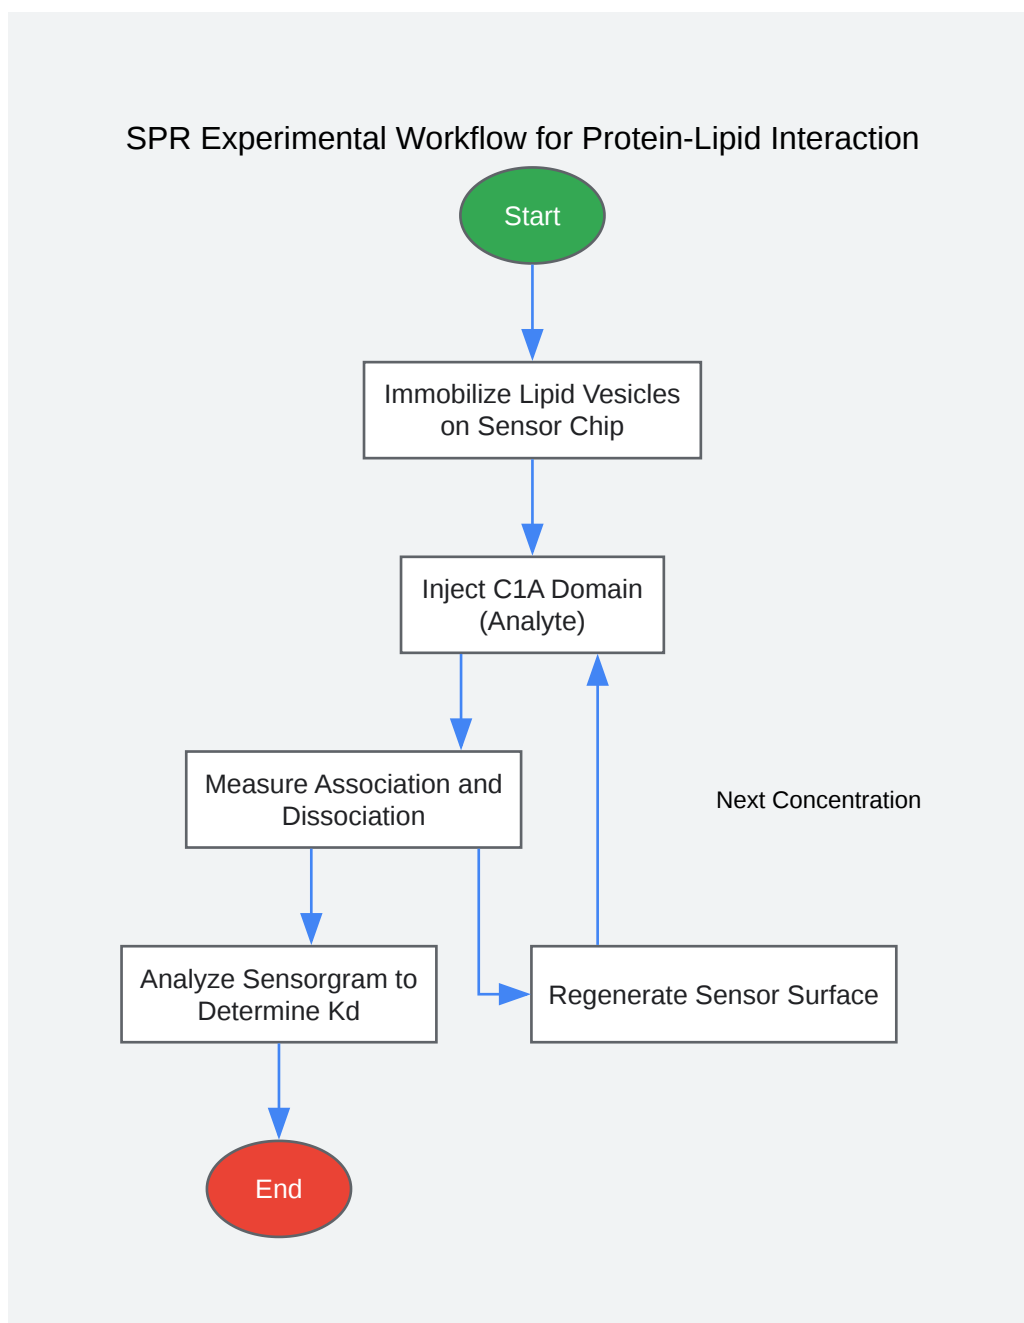 SPR Experimental Workflow for Protein-Lipid Interaction
Start
Immobilize Lipid Vesicles
on Sensor Chip
Inject C1A Domain
(Analyte)
Measure Association and
Dissociation
Next Concentration
Analyze Sensorgram to
Determine Kd
Regenerate Sensor Surface
End